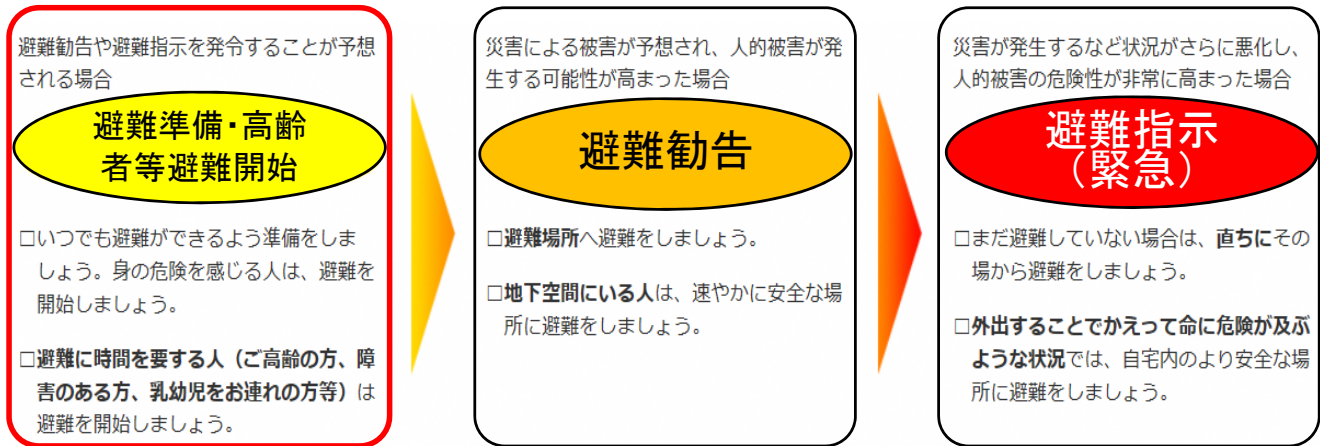 避難勧告や避難指示を発令することが予想
される場合
避難準備・高齢
者等避難開始
□いつでも避難ができるよう準備をしま
しょう。身の危険を感じる人は、避難を
開始しましょう。
□避難に時間を要する人（ご高齢の方、障
害のある方、乳幼児をお連れの方等）は
避難を開始しましょう。
災害による被害が予想され、人的被害が発
生する可能性が高まった場合
避難勧告
□避難場所へ避難をしましょう。
□地下空間にいる人は、速やかに安全な場
所に避難をしましょう。
災害が発生するなど状況がさらに悪化し、
人的被害の危険性が非常に高まった場合
避難指示
（緊急）
□まだ避難していない場合は、直ちにその
場から避難をしましょう。
□外出することでかえって命に危険が及ぶ
ような状況では、自宅内のより安全な場
所に避難をしましょう。